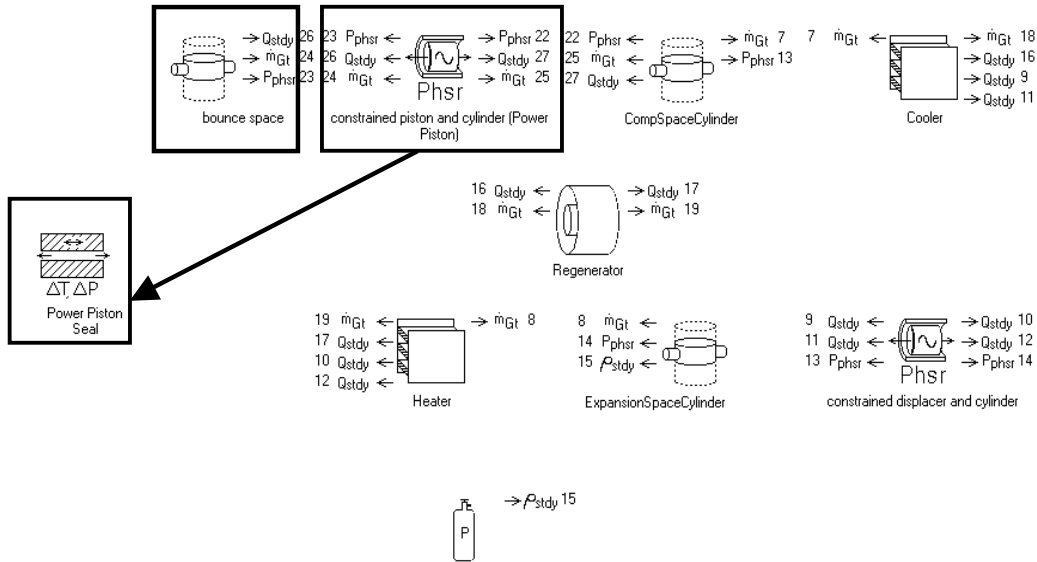 Qstdy 26
ṁGt 24
Pphsr 23
bounce space
23 Pphsr
26 Qstdy
24 ṁGt
Phsr
Pphsr 22
Qstdy 27
ṁGt 25
constrained piston and cylinder (Power
Piston)
22 Pphsr
25 ṁGt
27 Qstdy
ṁGt 7
Pphsr 13
CompSpaceCylinder
7 ṁGt
ṁGt 18
Qstdy 16
Qstdy 9
Qstdy 11
Cooler
16 Qstdy
18 ṁGt
Qstdy 17
ṁGt 19
Regenerator
ΔT, ΔP
Power Piston
Seal
19 ṁGt
17 Qstdy
10 Qstdy
12 Qstdy
ṁGt 8
Heater
8 ṁGt
14 Pphsr
15 ρstdy
ExpansionSpaceCylinder
9 Qstdy
11 Qstdy
13 Pphsr
Phsr
Qstdy 10
Qstdy 12
Pphsr 14
constrained displacer and cylinder
P
ρstdy 15